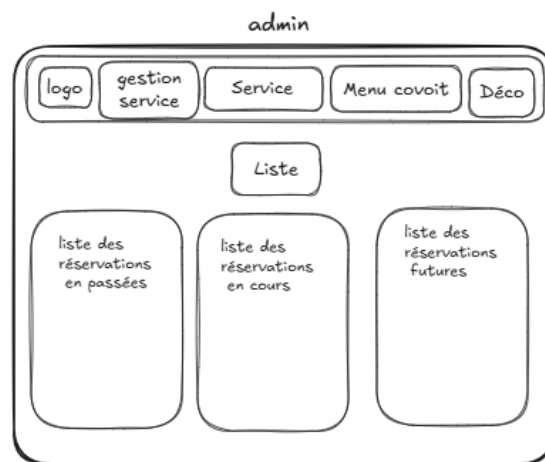 admin
logo
gestion
service
Service
Menu covoit
Déco
Liste
liste des
réservations
en passées
liste des
réservations
en cours
liste des
réservations
futures